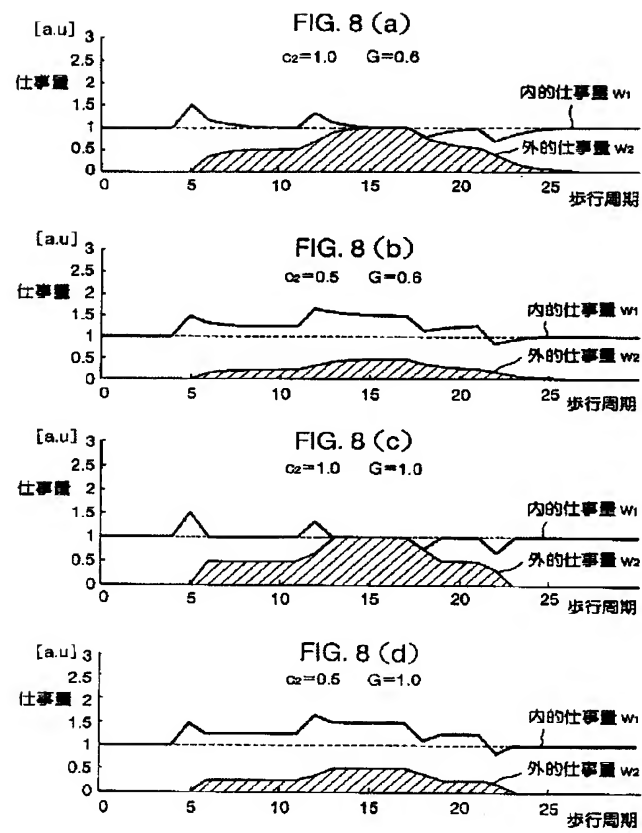 FIG. 8 (a)
[a.u]
c2=1.0 G=0.6
3
2.5
2
1.5
1
0.5
0
仕事量
内的仕事量 w1
外的仕事量 w2
0 5 10 15 20 25
歩行周期
FIG. 8 (b)
[a.u]
c2=0.5 G=0.6
3
2.5
2
1.5
1
0.5
0
仕事量
内的仕事量 w1
外的仕事量 w2
0 5 10 15 20 25
歩行周期
FIG. 8 (c)
[a.u]
c2=1.0 G=1.0
3
2.5
2
1.5
1
0.5
0
仕事量
内的仕事量 w1
外的仕事量 w2
0 5 10 15 20 25
歩行周期
FIG. 8 (d)
[a.u]
c2=0.5 G=1.0
3
2.5
2
1.5
1
0.5
0
仕事量
内的仕事量 w1
外的仕事量 w2
0 5 10 15 20 25
歩行周期